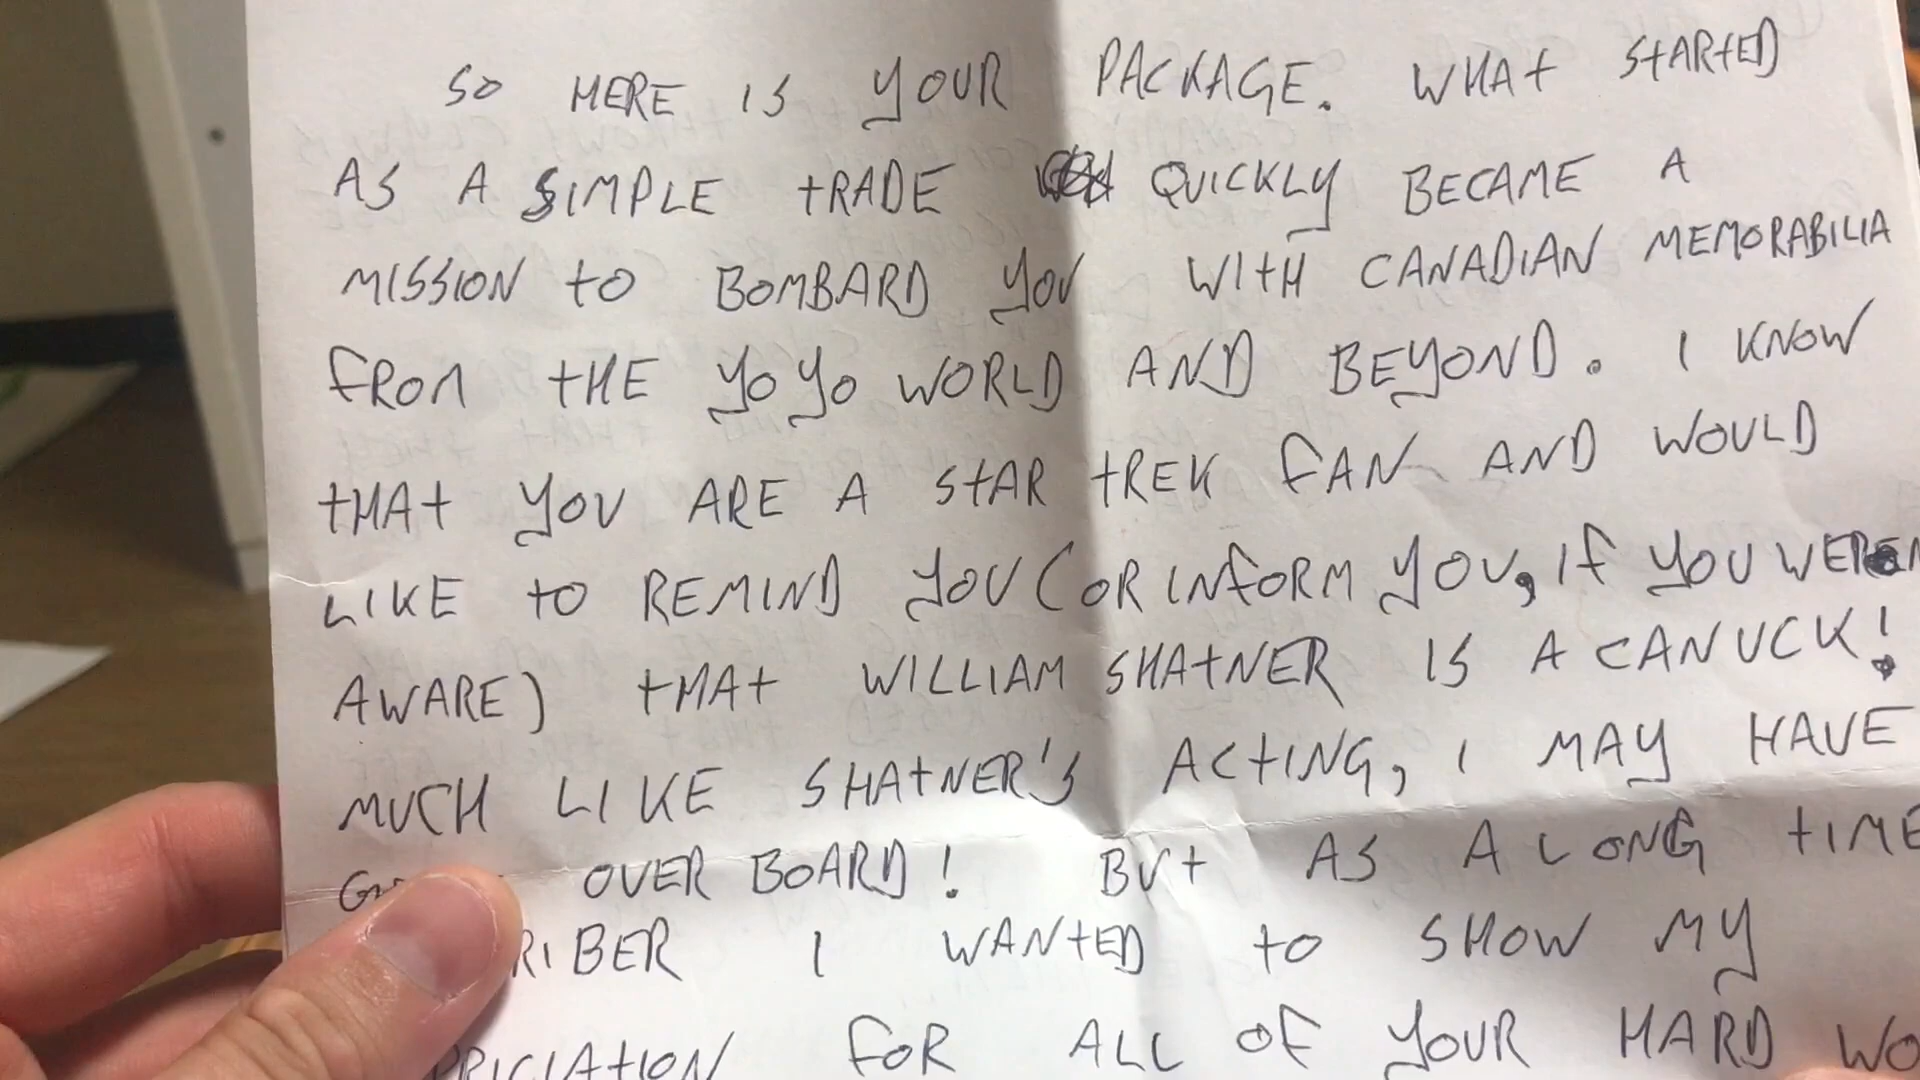 SO HERE IS YOUR PACKAGE. WHAT STARTED
AS A SIMPLE TRADE QUICKLY BECAME A
MISSION TO BOMBARD YOU WITH CANADIAN MEMORABILIA
FROM THE YOYO WORLD AND BEYOND. I KNOW
THAT YOU ARE A STAR TREK FAN AND WOULD
LIKE TO REMIND YOU (OR INFORM YOU, IF YOU
AWARE) THAT WILLIAM SHATNER IS A CANUCK!
MUCH LIKE SHATNER'S ACTING, I MAY HAVE
OVER BOARD! BUT AS A LONG TIME
RIBER I WANTED TO SHOW MY
PRICIATION FOR ALL OF YOUR HARD WO